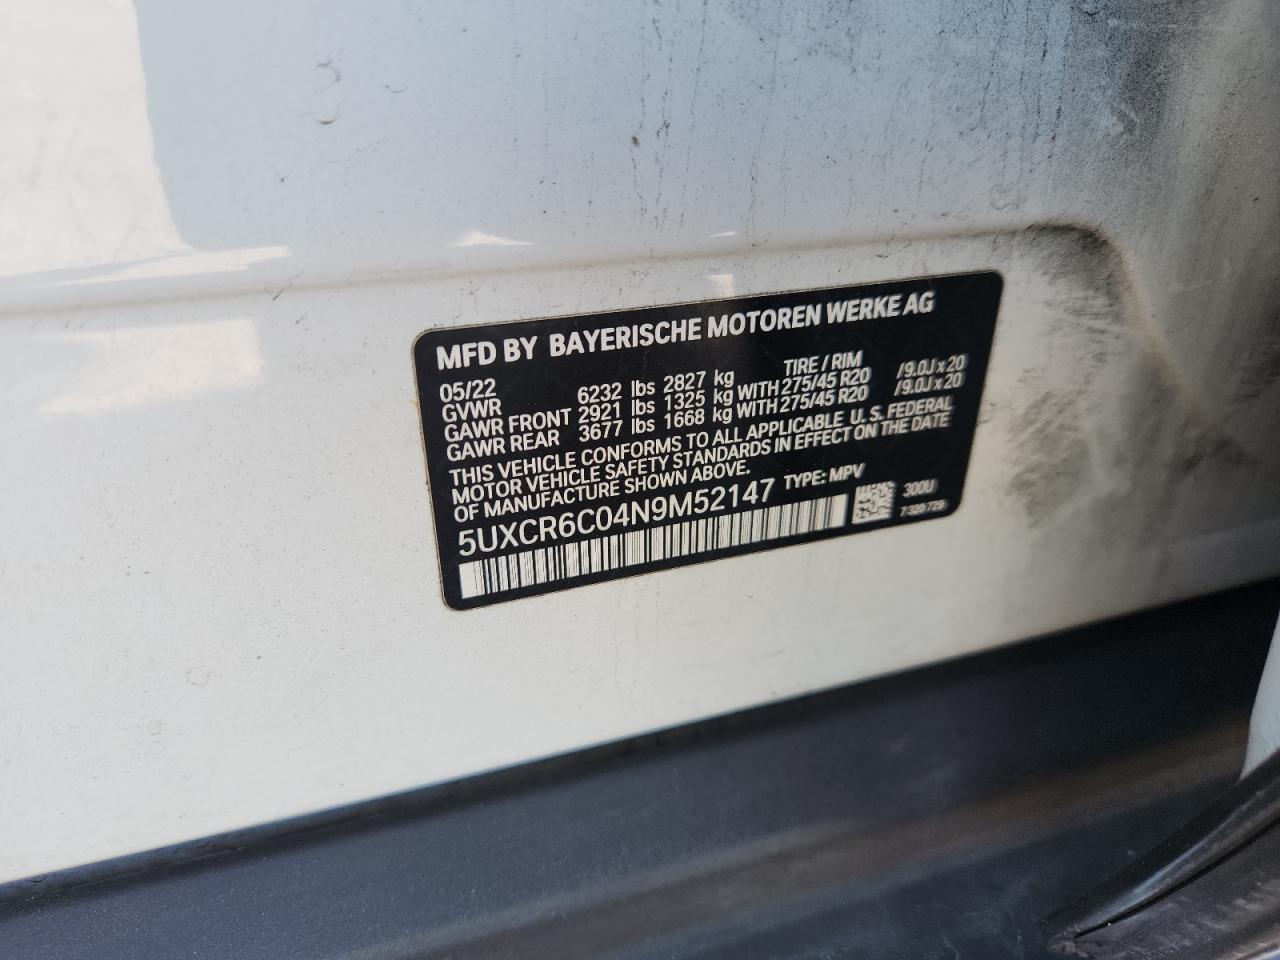 MFD BY BAYERISCHE MOTOREN WERKE AG
05/22 TIRE / RIM
GVWR 6232 lbs 2827 kg
GAWR FRONT 2921 lbs 1325 kg WITH 275/45 R20 /9.0J x 20
GAWR REAR 3677 lbs 1668 kg WITH 275/45 R20 /9.0J x 20
THIS VEHICLE CONFORMS TO ALL APPLICABLE U. S. FEDERAL
MOTOR VEHICLE SAFETY STANDARDS IN EFFECT ON THE DATE
OF MANUFACTURE SHOWN ABOVE.
5UXCR6C04N9M52147 TYPE: MPV
300U
7 320 729